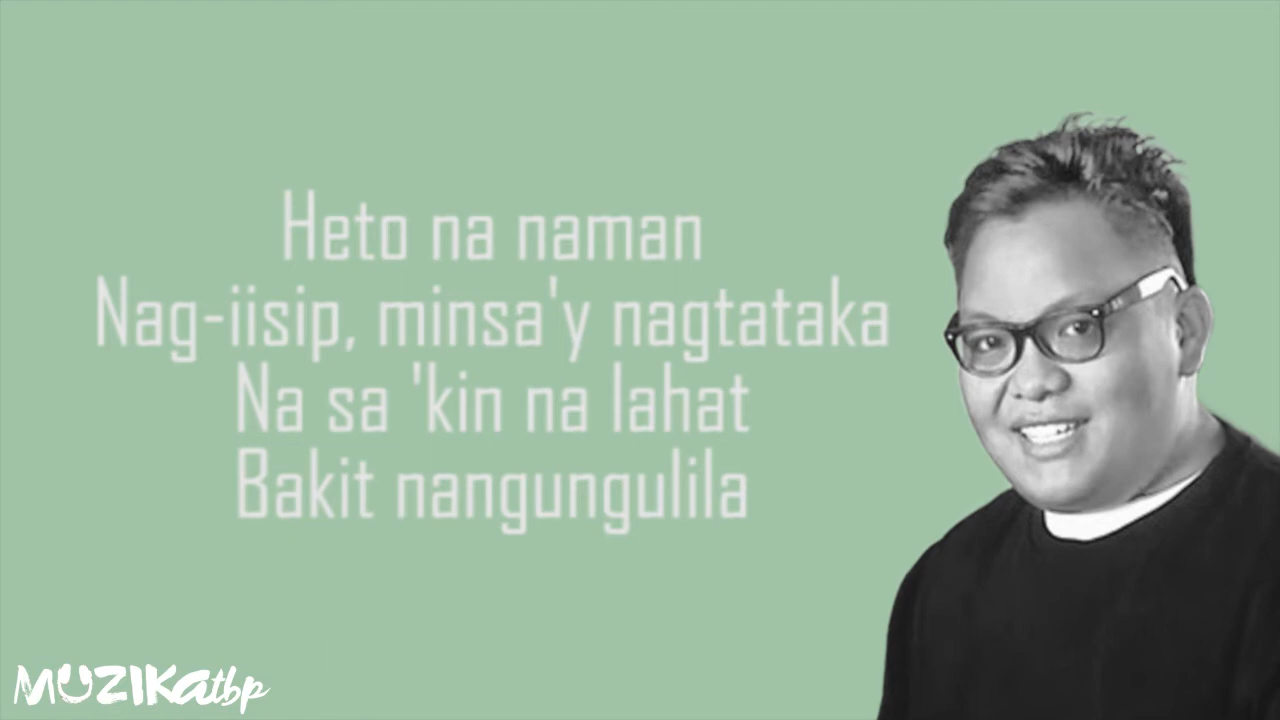 Heto na naman
Nag-iisip, minsa'y nagtataka
Na sa 'kin na lahat
Bakit nangungulila
MUZIKAtbp